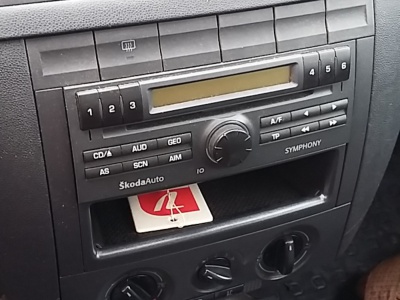 1 2 3
4 5 6
CD/⏏ AUD GEO
AS SCN AIM
A/F ◀ ▶
TP ◀◀ ▶▶
SYMPHONY
ŠkodaAuto